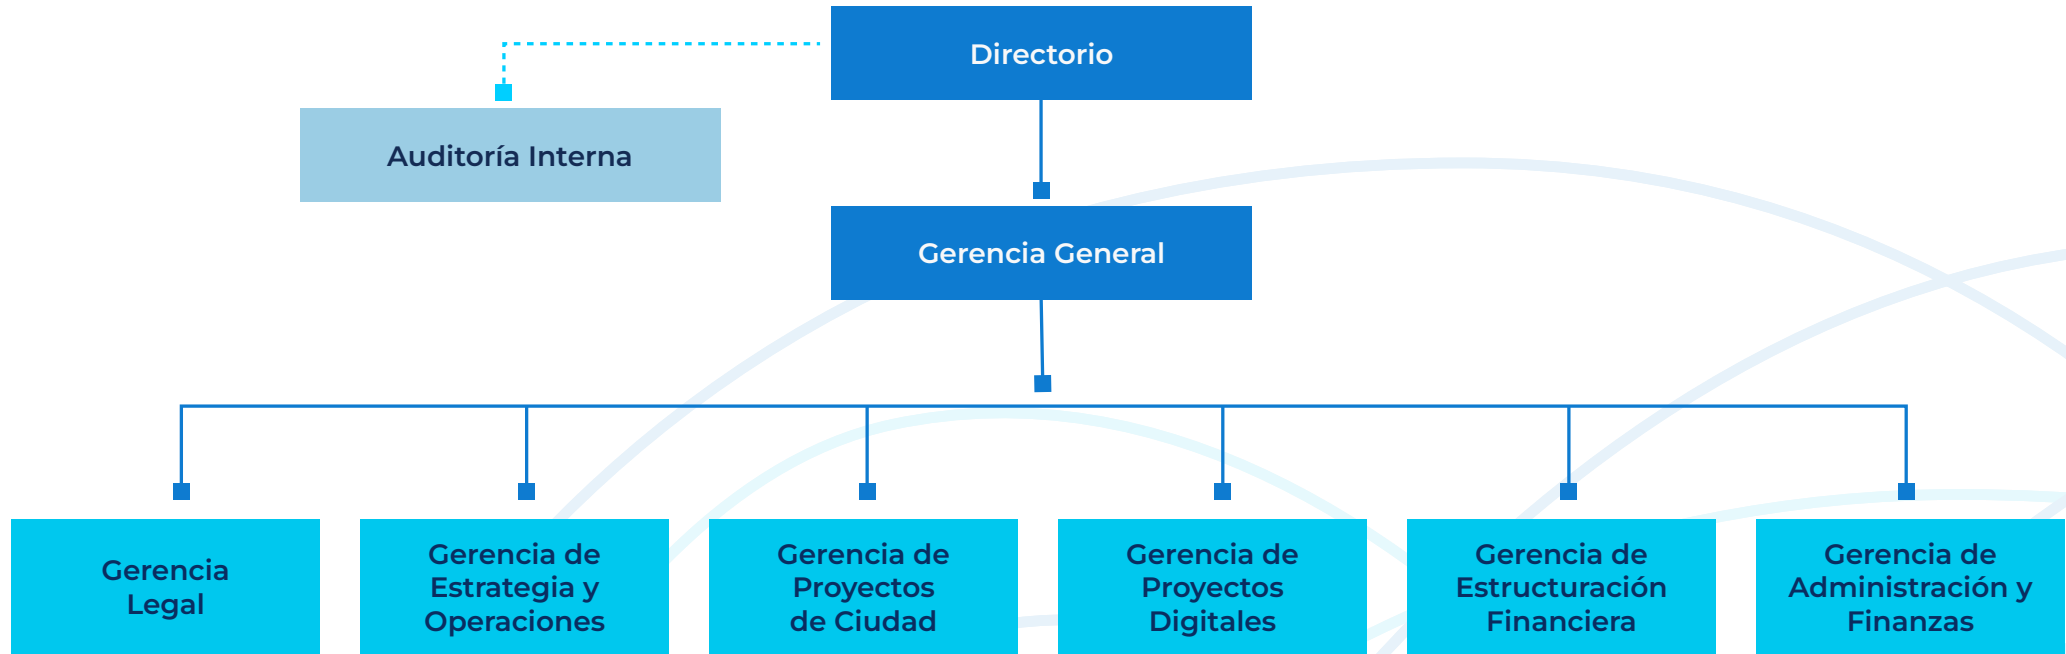 Directorio
Auditoría Interna
Gerencia General
Gerencia
Legal
Gerencia de
Estrategia y
Operaciones
Gerencia de
Proyectos
de Ciudad
Gerencia de
Proyectos
Digitales
Gerencia de
Estructuración
Financiera
Gerencia de
Administración y
Finanzas